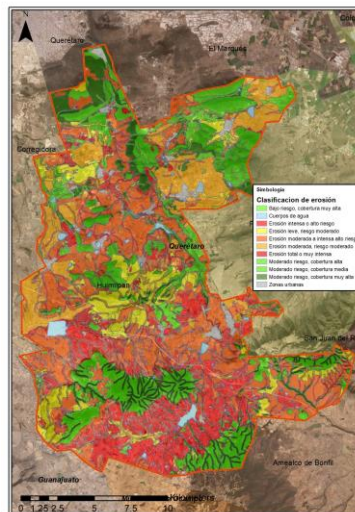 N
Querétaro
El Marqués
Corregidora
Simbología
Clasificacion de erosión
Bajo riesgo, cobertura muy alta
Cuerpos de agua
Erosión intensa o alto riesgo
Erosión leve, riesgo moderado
Erosión moderada a intensa alto riesgo
Erosión moderada, riesgo moderado
Erosión total o muy intensa
Moderado riesgo, cobertura alta
Moderado riesgo, cobertura media
Moderado riesgo, cobertura muy alta
Zonas urbanas
Querétaro
Huimilpan
San Juan del R
Amealco de Bonfil
Guanajuato
0 1.25 2.5 5 10